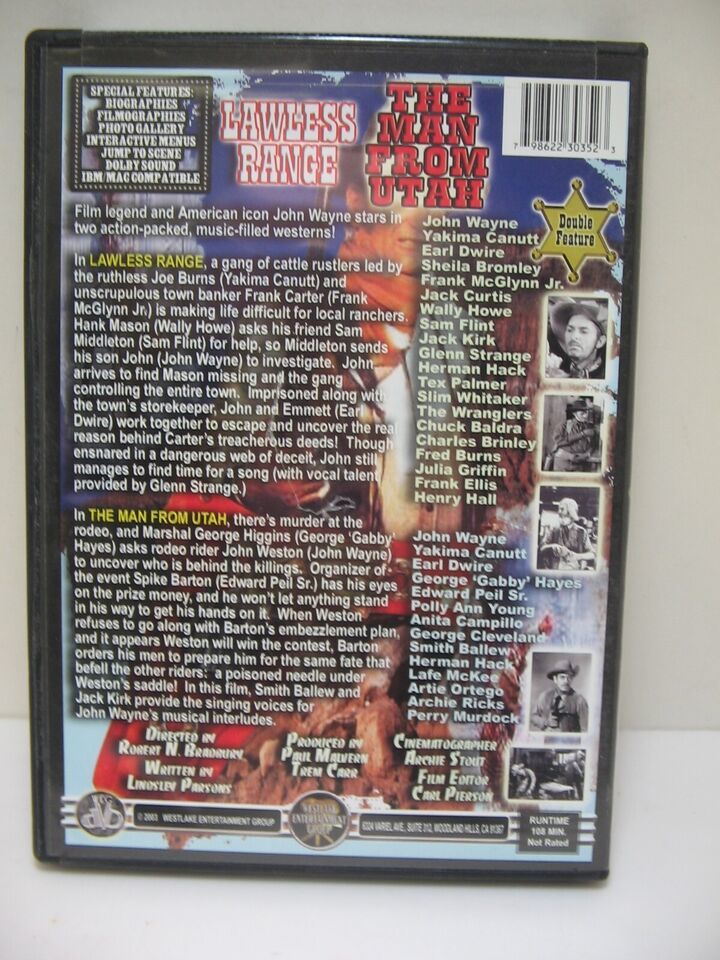 SPECIAL FEATURES:
BIOGRAPHIES
FILMOGRAPHIES
PHOTO GALLERY
INTERACTIVE MENUS
JUMP TO SCENE
DOLBY SOUND
IBM/MAC COMPATIBLE
LAWLESS
RANGE
THE
MAN
FROM
UTAH
7 98622 30352 3
Double
Feature
Film legend and American icon John Wayne stars in
two action-packed, music-filled westerns!
In LAWLESS RANGE, a gang of cattle rustlers led by
the ruthless Joe Burns (Yakima Canutt) and
unscrupulous town banker Frank Carter (Frank
McGlynn Jr.) is making life difficult for local ranchers.
Hank Mason (Wally Howe) asks his friend Sam
Middleton (Sam Flint) for help, so Middleton sends
his son John (John Wayne) to investigate. John
arrives to find Mason missing and the gang
controlling the entire town. Imprisoned along with
the town's storekeeper, John and Emmett (Earl
Dwire) work together to escape and uncover the real
reason behind Carter's treacherous deeds! Though
ensnared in a dangerous web of deceit, John still
manages to find time for a song (with vocal talent
provided by Glenn Strange.)
John Wayne
Yakima Canutt
Earl Dwire
Sheila Bromley
Frank McGlynn Jr.
Jack Curtis
Wally Howe
Sam Flint
Jack Kirk
Glenn Strange
Herman Hack
Tex Palmer
Slim Whitaker
The Wranglers
Chuck Baldra
Charles Brinley
Fred Burns
Julia Griffin
Frank Ellis
Henry Hall
In THE MAN FROM UTAH, there's murder at the
rodeo, and Marshal George Higgins (George 'Gabby'
Hayes) asks rodeo rider John Weston (John Wayne)
to uncover who is behind the killings. Organizer of
the event Spike Barton (Edward Peil Sr.) has his eyes
on the prize money, and he won't let anything stand
in his way to get his hands on it. When Weston
refuses to go along with Barton's embezzlement plan,
and it appears Weston will win the contest, Barton
orders his men to prepare him for the same fate that
befell the other riders: a poisoned needle under
Weston's saddle! In this film, Smith Ballew and
Jack Kirk provide the singing voices for
John Wayne's musical interludes.
John Wayne
Yakima Canutt
Earl Dwire
George 'Gabby' Hayes
Edward Peil Sr.
Polly Ann Young
Anita Campillo
George Cleveland
Smith Ballew
Herman Hack
Lafe McKee
Artie Ortego
Archie Ricks
Perry Murdock
DIRECTED BY
ROBERT N. BRADBURY
WRITTEN BY
LINDSLEY PARSONS
PRODUCED BY
PAUL MALVERN
TREM CARR
CINEMATOGRAPHER
ARCHIE STOUT
FILM EDITOR
CARL PIERSON
© 2003 WESTLAKE ENTERTAINMENT GROUP
WESTLAKE
ENTERTAINMENT
GROUP
6324 VARIEL AVE., SUITE 312, WOODLAND HILLS, CA 91367
RUNTIME
108 MIN.
Not Rated